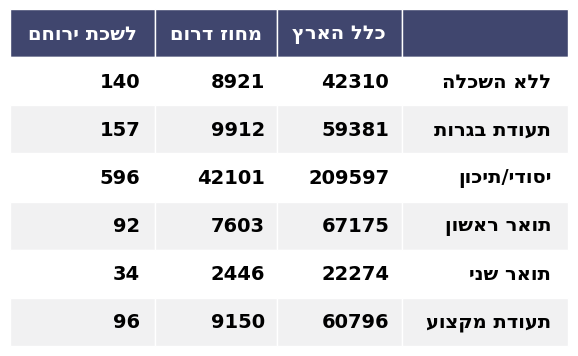 כלל הארץ מחוז דרום לשכת ירוחם
ללא השכלה 42310 8921 140
תעודת בגרות 59381 9912 157
יסודי/תיכון 209597 42101 596
תואר ראשון 67175 7603 92
תואר שני 22274 2446 34
תעודת מקצוע 60796 9150 96